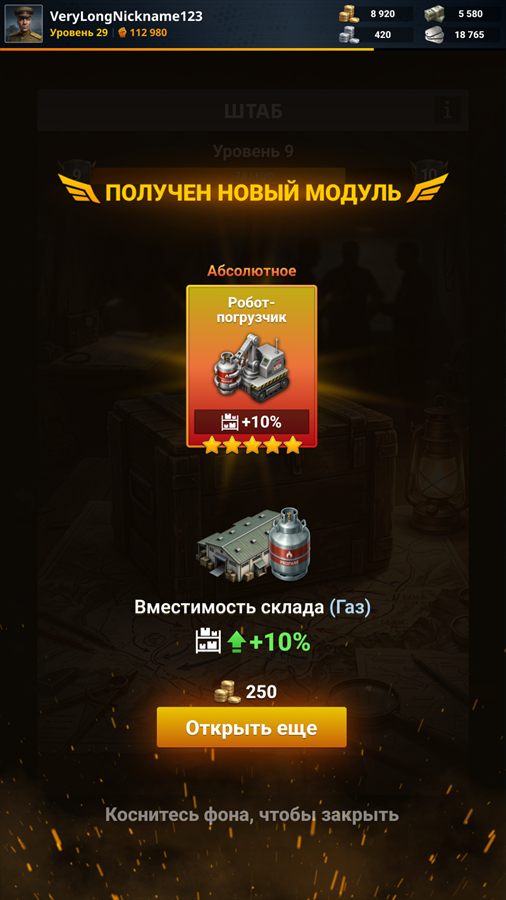 VeryLongNickname123
Уровень 29 112 980
8 920
5 580
420
18 765
ШТАБ
i
Уровень 9
9
10
ПОЛУЧЕН НОВЫЙ МОДУЛЬ
Абсолютное
Робот-
погрузчик
+10%
PROPANE
Вместимость склада (Газ)
+10%
250
Открыть еще
Коснитесь фона, чтобы закрыть